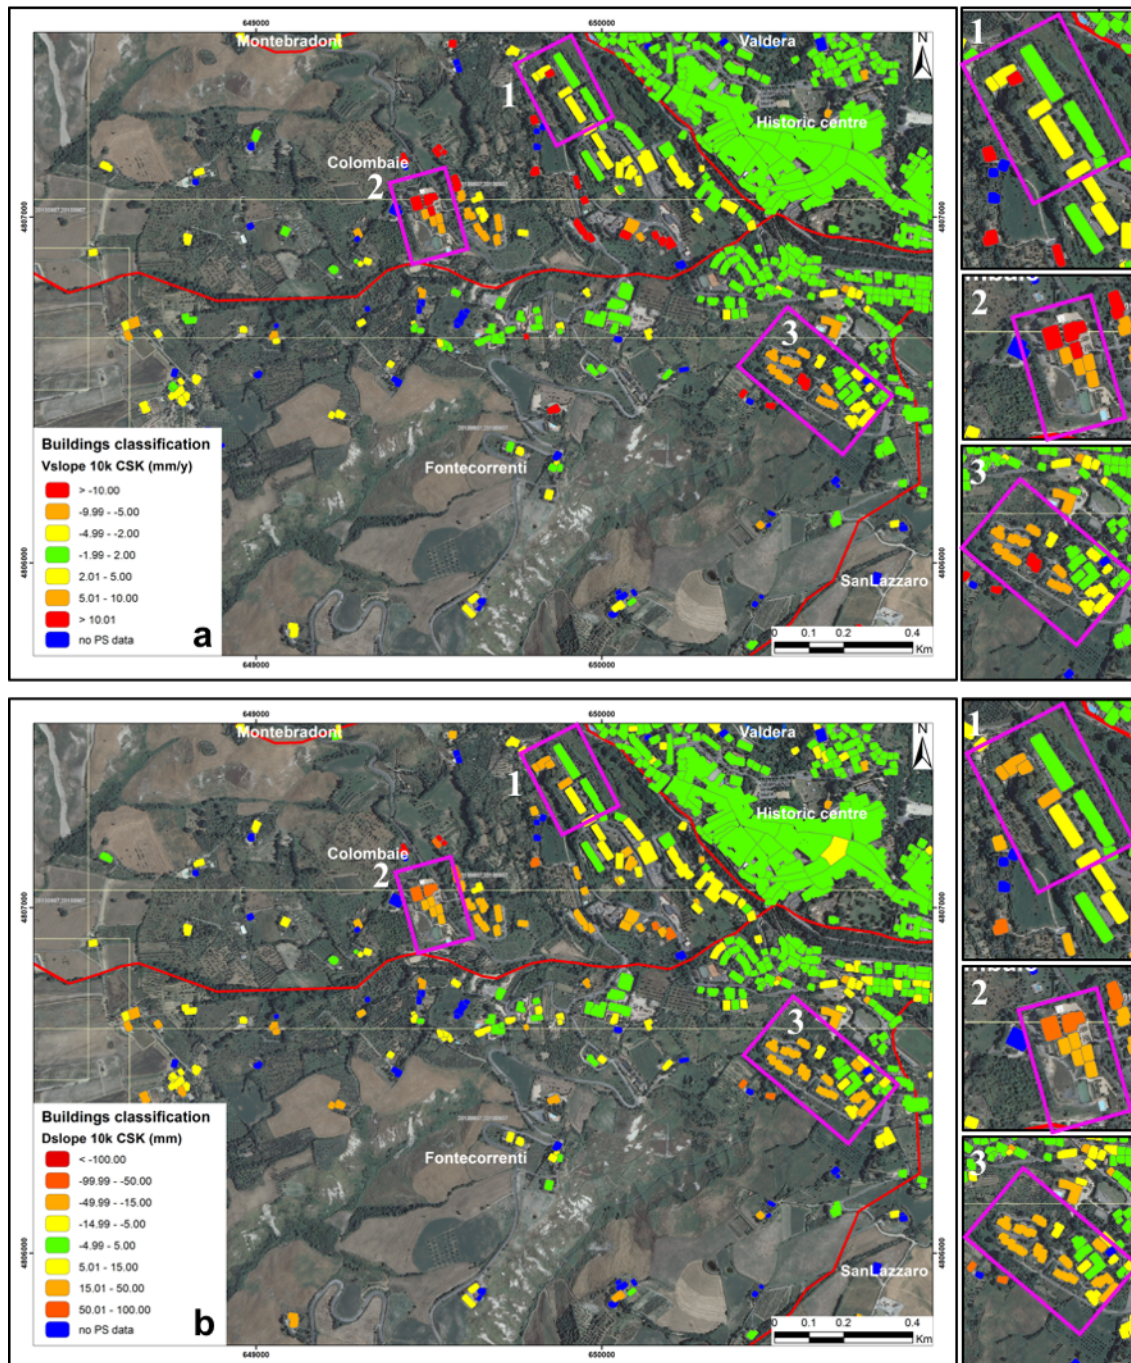 649000
650000
Montebradont
Valdera
N
1
1
Historic centre
Colombaie
2
4807000
2
3
3
Buildings classification
Vslope 10k CSK (mm/y)
> -10.00
-9.99 - -5.00
-4.99 - -2.00
-1.99 - 2.00
2.01 - 5.00
5.01 - 10.00
> 10.01
no PS data
Fontecorrenti
4806000
SanLazzaro
a
0 0.1 0.2 0.4
Km
649000
650000
649000
650000
Montebradont
Valdera
N
1
1
Historic centre
Colombaie
2
4807000
2
3
3
Buildings classification
Dslope 10k CSK (mm)
< -100.00
-99.99 - -50.00
-49.99 - -15.00
-14.99 - -5.00
-4.99 - 5.00
5.01 - 15.00
15.01 - 50.00
50.01 - 100.00
no PS data
Fontecorrenti
4806000
SanLazzaro
b
0 0.1 0.2 0.4
Km
649000
650000